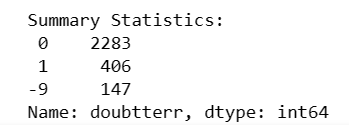 Summary Statistics:
0 2283
1 406
-9 147
Name: doubtterr, dtype: int64